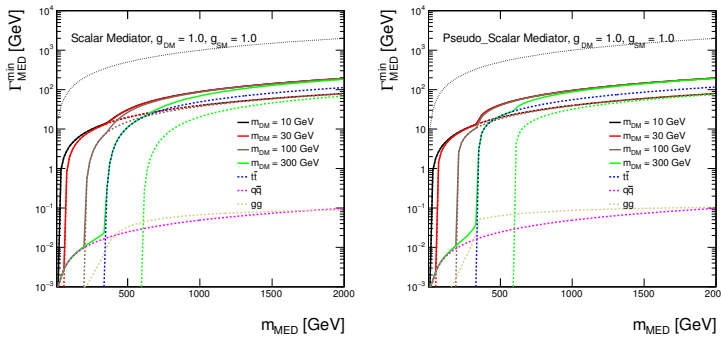 Scalar Mediator, g_DM = 1.0, g_SM = 1.0
Γ^min_MED [GeV]
10^4
10^3
10^2
10
1
10^-1
10^-2
10^-3
m_DM = 10 GeV
m_DM = 30 GeV
m_DM = 100 GeV
m_DM = 300 GeV
tt̄
qq̄
gg
500 1000 1500 2000
m_MED [GeV]
Pseudo_Scalar Mediator, g_DM = 1.0, g_SM = 1.0
Γ^min_MED [GeV]
10^4
10^3
10^2
10
1
10^-1
10^-2
10^-3
m_DM = 10 GeV
m_DM = 30 GeV
m_DM = 100 GeV
m_DM = 300 GeV
tt̄
qq̄
gg
500 1000 1500 2000
m_MED [GeV]